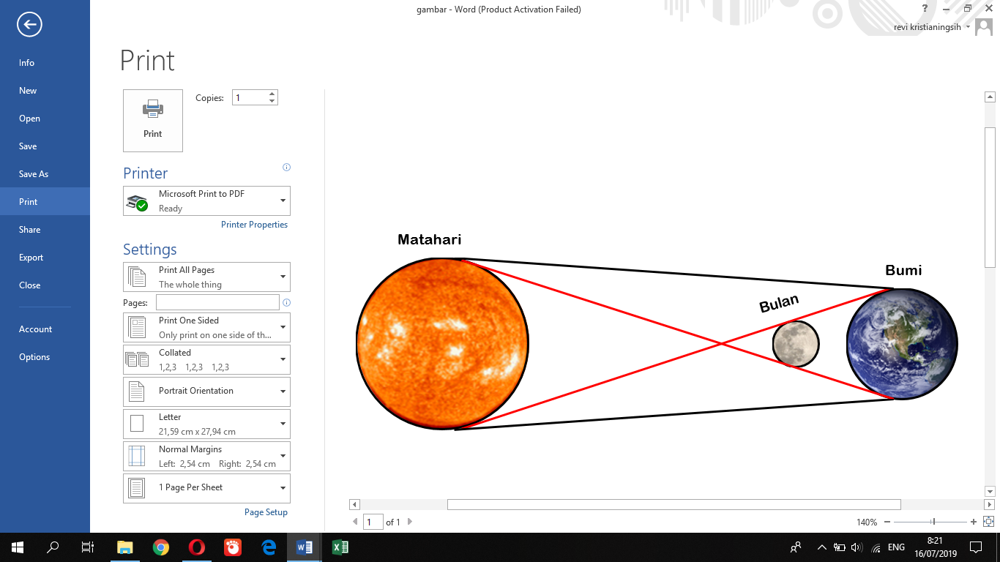 gambar - Word (Product Activation Failed)
?
revi kristianingsih
Info
New
Open
Save
Save As
Print
Share
Export
Close
Account
Options
Print
Print
Copies: 1
Printer
Microsoft Print to PDF
Ready
Printer Properties
Settings
Print All Pages
The whole thing
Pages:
Print One Sided
Only print on one side of th...
Collated
1,2,3 1,2,3 1,2,3
Portrait Orientation
Letter
21,59 cm x 27,94 cm
Normal Margins
Left: 2,54 cm Right: 2,54 cm
1 Page Per Sheet
Page Setup
Matahari
Bulan
Bumi
1 of 1
140%
ENG
8:21
16/07/2019